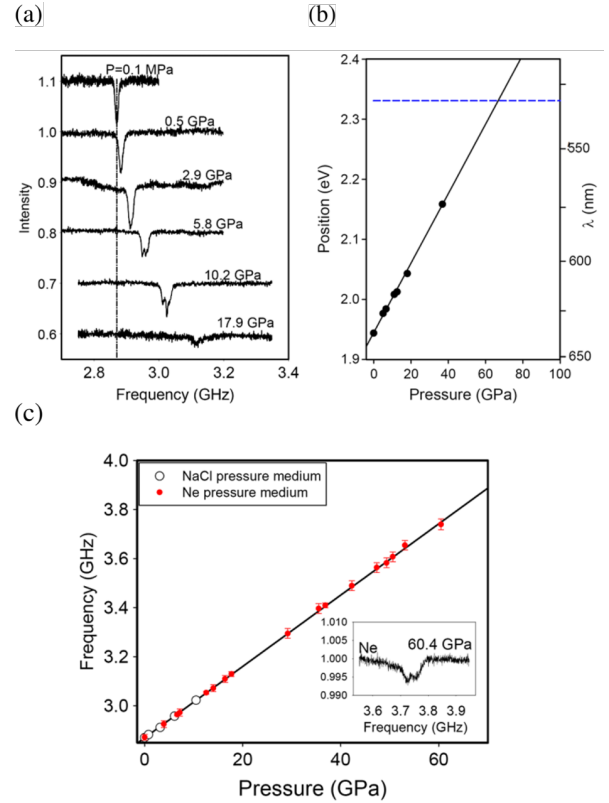 (a)
(b)
P=0.1 MPa
0.5 GPa
2.9 GPa
5.8 GPa
10.2 GPa
17.9 GPa
1.1
1.0
0.9
0.8
0.7
0.6
Intensity
2.8
3.0
3.2
3.4
Frequency (GHz)
2.4
2.3
2.2
2.1
2.0
1.9
Position (eV)
550
600
650
λ (nm)
0
20
40
60
80
100
Pressure (GPa)
(c)
4.0
3.8
3.6
3.4
3.2
3.0
Frequency (GHz)
NaCl pressure medium
Ne pressure medium
1.010
1.005
1.000
0.995
0.990
Ne
60.4 GPa
3.6
3.7
3.8
3.9
Frequency (GHz)
0
20
40
60
Pressure (GPa)